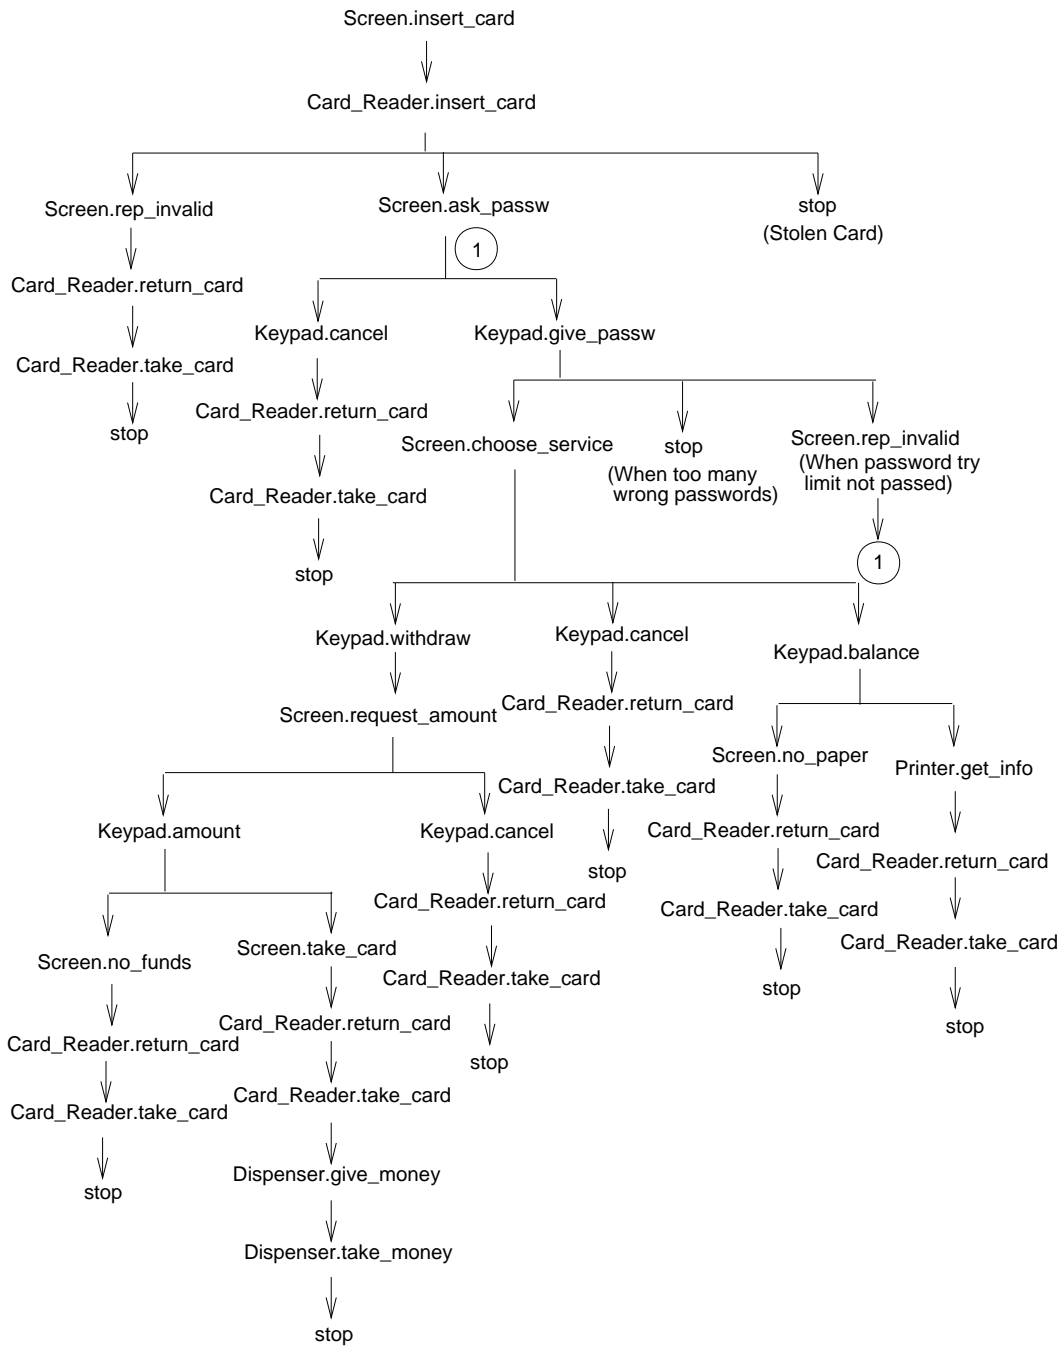 Screen.insert_card
Card_Reader.insert_card
Screen.rep_invalid
Screen.ask_passw
stop
(Stolen Card)
1
Card_Reader.return_card
Keypad.cancel
Keypad.give_passw
Card_Reader.take_card
Card_Reader.return_card
stop
Screen.choose_service
stop
(When too many
wrong passwords)
Screen.rep_invalid
(When password try
limit not passed)
Card_Reader.take_card
1
stop
Keypad.withdraw
Keypad.cancel
Keypad.balance
Screen.request_amount
Card_Reader.return_card
Screen.no_paper
Printer.get_info
Card_Reader.take_card
Keypad.amount
Keypad.cancel
Card_Reader.return_card
Card_Reader.return_card
stop
Card_Reader.return_card
Card_Reader.take_card
Screen.no_funds
Screen.take_card
Card_Reader.take_card
Card_Reader.take_card
stop
Card_Reader.return_card
Card_Reader.return_card
stop
stop
Card_Reader.take_card
Card_Reader.take_card
Dispenser.give_money
stop
Dispenser.take_money
stop